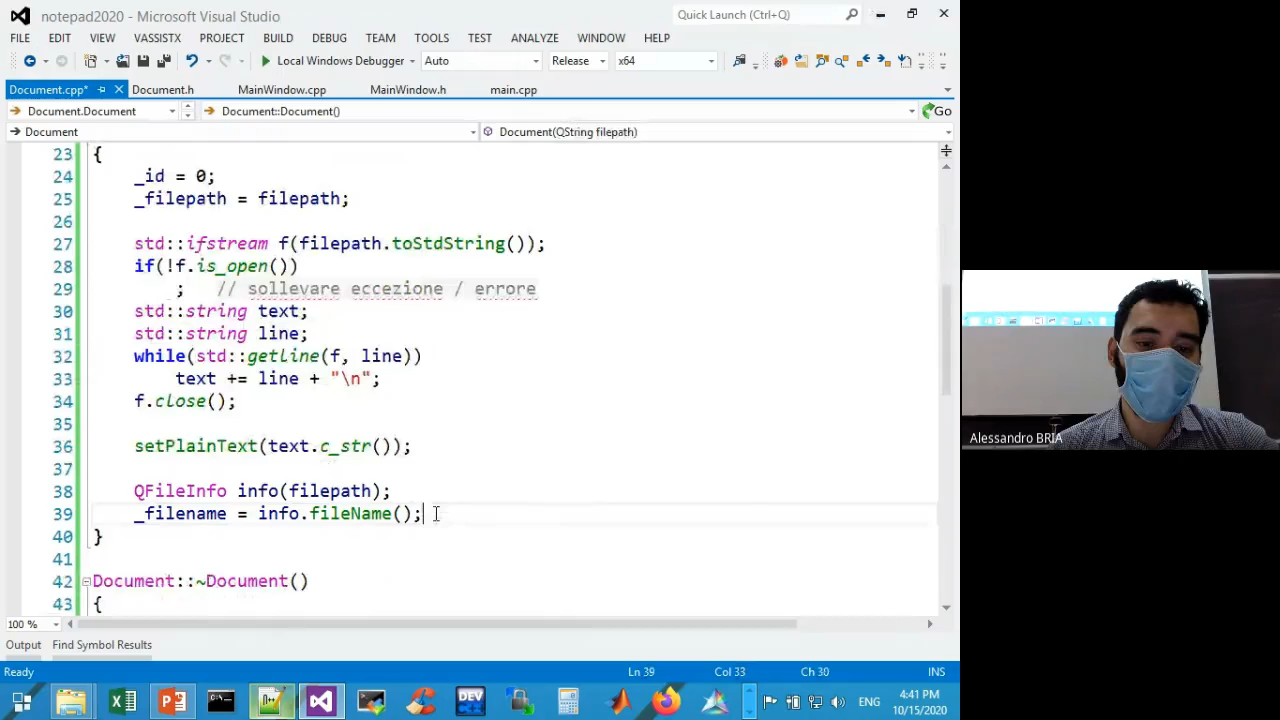 notepad2020 - Microsoft Visual Studio
Quick Launch (Ctrl+Q)
FILE EDIT VIEW VASSISTX PROJECT BUILD DEBUG TEAM TOOLS TEST ANALYZE WINDOW HELP
Local Windows Debugger Auto Release x64
Document.cpp* Document.h MainWindow.cpp MainWindow.h main.cpp
Document.Document Document::Document() Go
Document Document(QString filepath)
23 {
24 _id = 0;
25 _filepath = filepath;
26
27 std::ifstream f(filepath.toStdString());
28 if(!f.is_open())
29 ; // sollevare eccezione / errore
30 std::string text;
31 std::string line;
32 while(std::getline(f, line))
33 text += line + "\n";
34 f.close();
35
36 setPlainText(text.c_str());
37
38 QFileInfo info(filepath);
39 _filename = info.fileName();
40 }
41
42 Document::~Document()
43 {
100 %
Output Find Symbol Results
Ready Ln 39 Col 33 Ch 30 INS
DEV
ENG
4:41 PM
10/15/2020
Alessandro BRIA